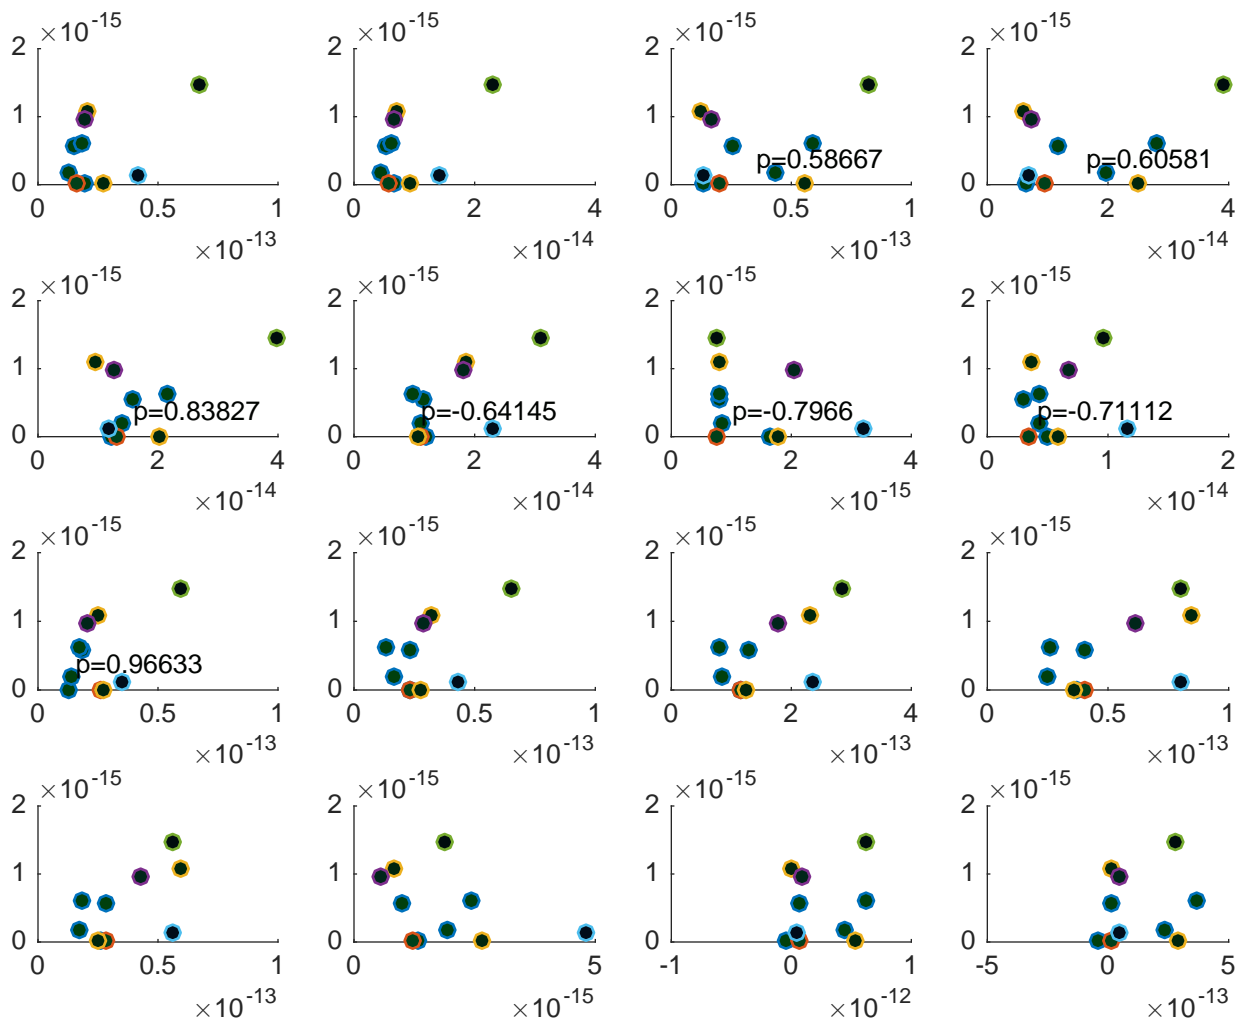 ×10-15 ×10-15 ×10-15 ×10-15
2 2 2 2
1 1 1 1
p=0.58667 p=0.60581
0 0 0 0
0 0.5 1 0 2 4 0 0.5 1 0 2 4
×10-13 ×10-14 ×10-13 ×10-14
×10-15 ×10-15 ×10-15 ×10-15
2 2 2 2
1 1 1 1
p=0.83827 p=-0.64145 p=-0.7966 p=-0.71112
0 0 0 0
0 2 4 0 2 4 0 2 4 0 1 2
×10-14 ×10-14 ×10-15 ×10-14
×10-15 ×10-15 ×10-15 ×10-15
2 2 2 2
1 1 1 1
p=0.96633
0 0 0 0
0 0.5 1 0 0.5 1 0 2 4 0 0.5 1
×10-13 ×10-13 ×10-13 ×10-13
×10-15 ×10-15 ×10-15 ×10-15
2 2 2 2
1 1 1 1
0 0 0 0
0 0.5 1 0 5 -1 0 1 -5 0 5
×10-13 ×10-15 ×10-12 ×10-13